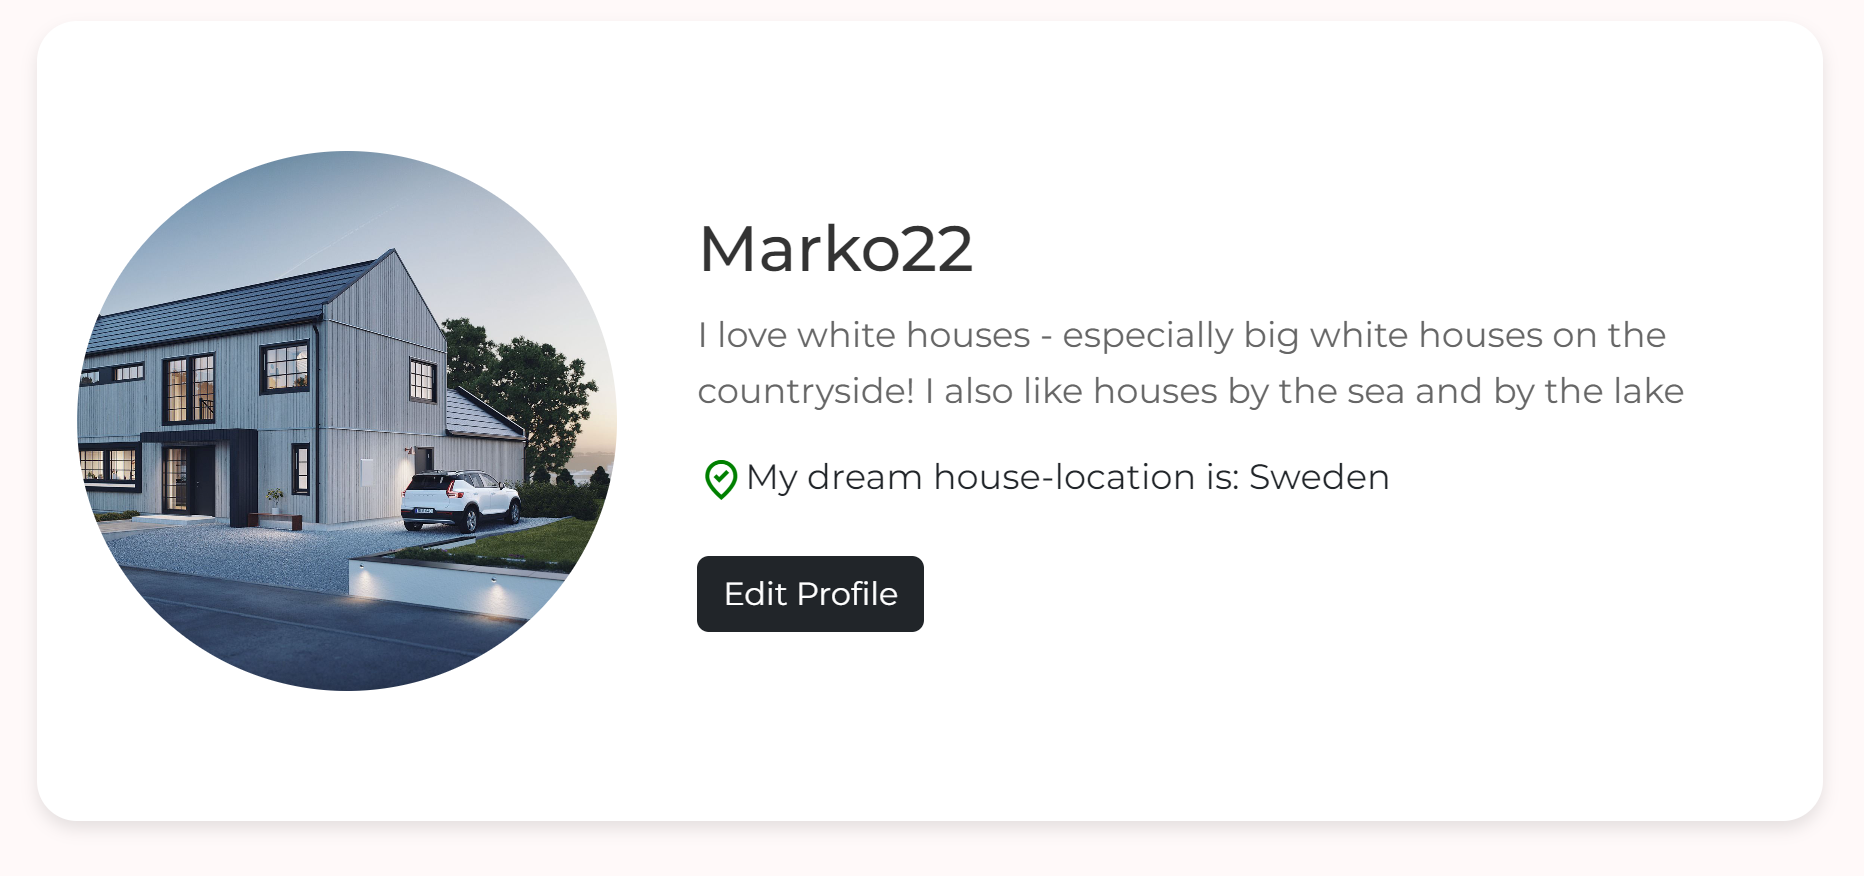 Marko22
I love white houses - especially big white houses on the
countryside! I also like houses by the sea and by the lake
My dream house-location is: Sweden
Edit Profile